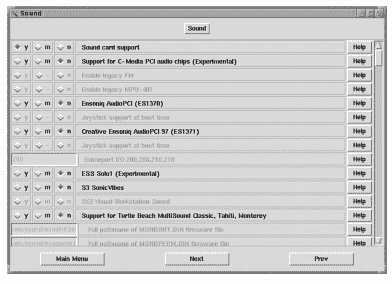 Sound
Sound
y m n Sound card support Help
y m n Support for C-Media PCI audio chips (Experimental) Help
y - n Enable legacy FM Help
y - n Enable legacy MPU-401 Help
y m n Ensoniq AudioPCI (ES1370) Help
y - n Joystick support at boot time Help
y m n Creative Ensoniq AudioPCI 97 (ES1371) Help
y - n Joystick support at boot time Help
200 Gameport I/O 200,208,210,218 Help
y m n ESS Solo1 (Experimental) Help
y m n S3 SonicVibes Help
y m n SGI Visual Workstation Sound Help
y m n Support for Turtle Beach MultiSound Classic, Tahiti, Monterey Help
Full pathname of MSNDINIT.BIN firmware file Help
Full pathname of MSNDPERM.BIN firmware file Help
Main Menu Next Prev